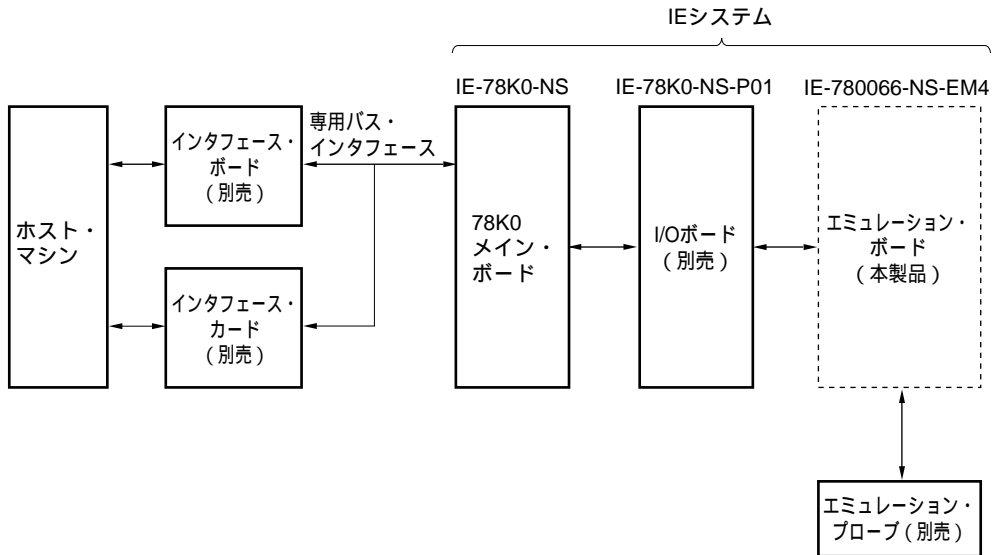 IEシステム
IE-78K0-NS
IE-78K0-NS-P01
IE-780066-NS-EM4
ホスト・
マシン
インタフェース・
ボード
（別売）
専用バス・
インタフェース
インタフェース・
カード
（別売）
78K0
メイン・
ボード
I/Oボード
（別売）
エミュレーション・
ボード
（本製品）
エミュレーション・
プローブ（別売）